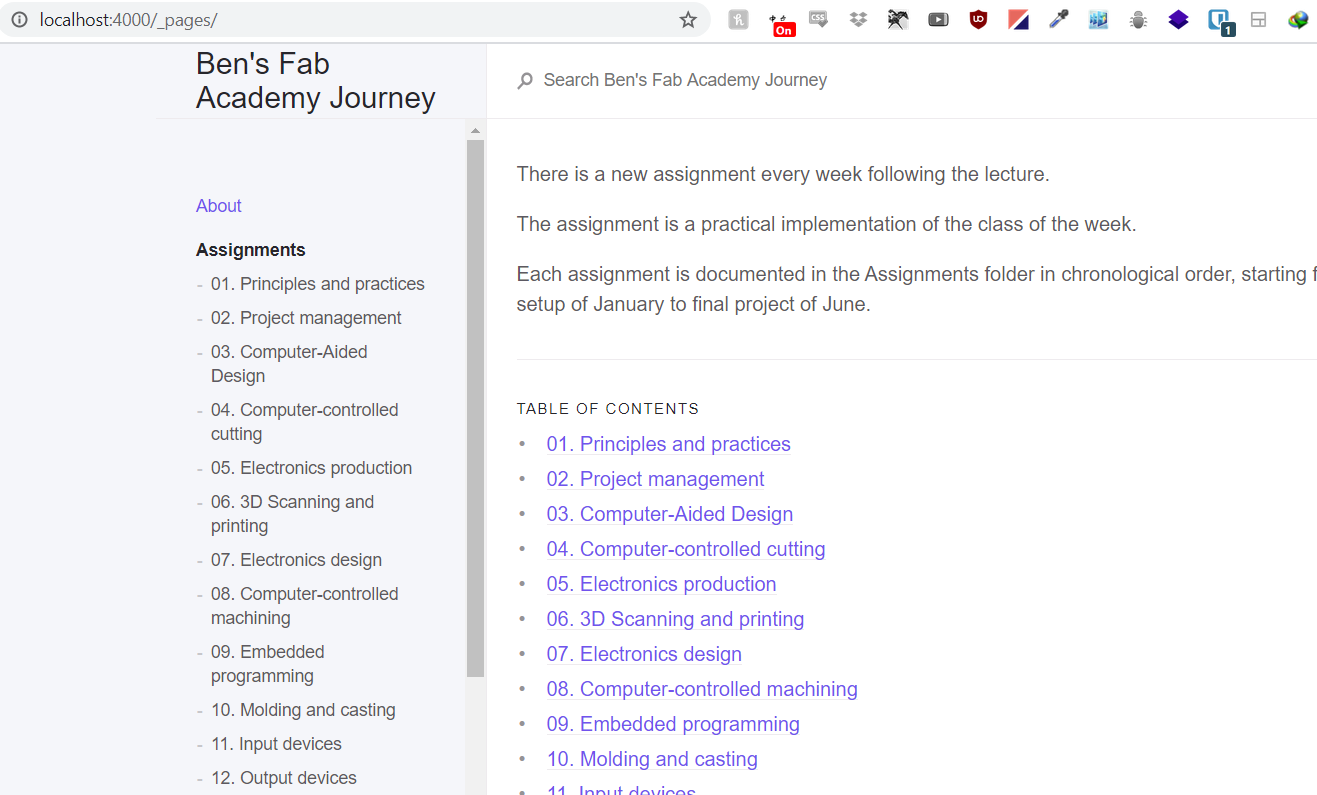 localhost:4000/_pages/
CSS
UD
On
1
Ben's Fab
Academy Journey
Search Ben's Fab Academy Journey
About
Assignments
- 01. Principles and practices
- 02. Project management
- 03. Computer-Aided
Design
- 04. Computer-controlled
cutting
- 05. Electronics production
- 06. 3D Scanning and
printing
- 07. Electronics design
- 08. Computer-controlled
machining
- 09. Embedded
programming
- 10. Molding and casting
- 11. Input devices
- 12. Output devices
There is a new assignment every week following the lecture.
The assignment is a practical implementation of the class of the week.
Each assignment is documented in the Assignments folder in chronological order, starting f
setup of January to final project of June.
TABLE OF CONTENTS
• 01. Principles and practices
• 02. Project management
• 03. Computer-Aided Design
• 04. Computer-controlled cutting
• 05. Electronics production
• 06. 3D Scanning and printing
• 07. Electronics design
• 08. Computer-controlled machining
• 09. Embedded programming
• 10. Molding and casting
• 11. Input devices